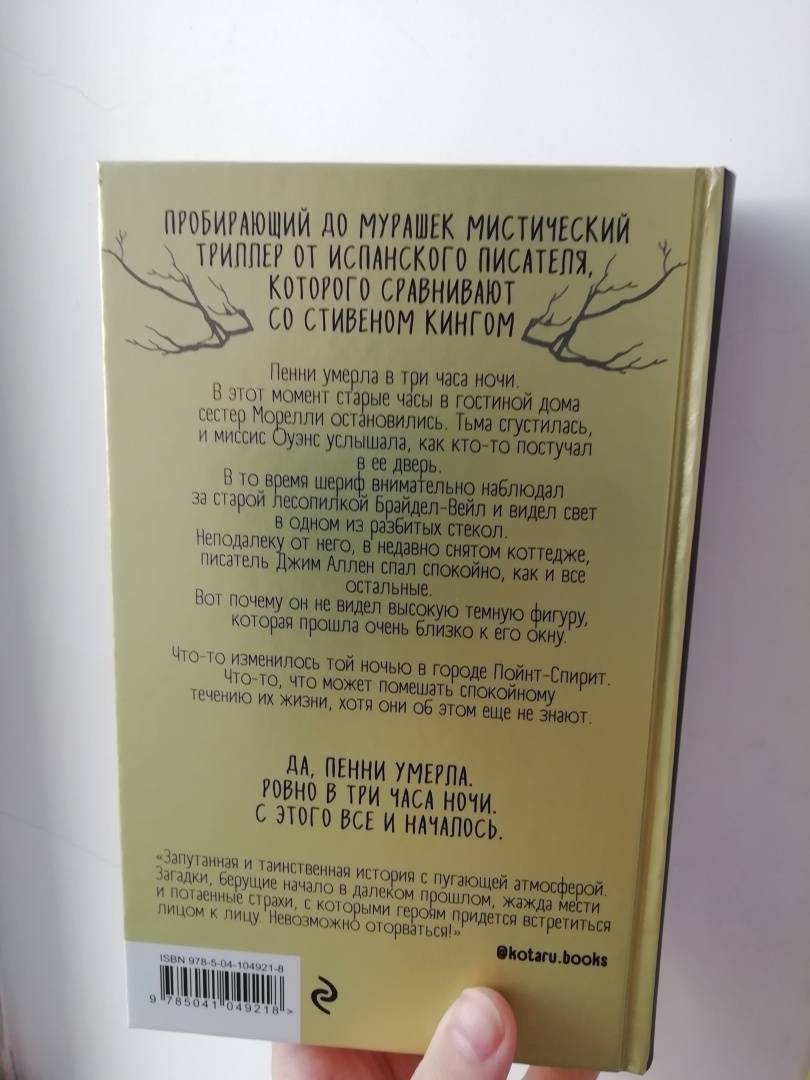 ПРОБИРАЮЩИЙ ДО МУРАШЕК МИСТИЧЕСКИЙ
ТРИЛЛЕР ОТ ИСПАНСКОГО ПИСАТЕЛЯ,
КОТОРОГО СРАВНИВАЮТ
СО СТИВЕНОМ КИНГОМ
Пенни умерла в три часа ночи.
В этот момент старые часы в гостиной дома
сестер Морелли остановились. Тьма сгустилась,
и миссис Оуэнс услышала, как кто-то постучал
в ее дверь.
В то время шериф внимательно наблюдал
за старой лесопилкой Брайдел-Вейл и видел свет
в одном из разбитых стекол.
Неподалеку от него, в недавно снятом коттедже,
писатель Джим Аллен спал спокойно, как и все
остальные.
Вот почему он не видел высокую темную фигуру,
которая прошла очень близко к его окну.
Что-то изменилось той ночью в городе Пойнт-Спирит.
Что-то, что может помешать спокойному
течению их жизни, хотя они об этом еще не знают.
ДА, ПЕННИ УМЕРЛА.
РОВНО В ТРИ ЧАСА НОЧИ.
С ЭТОГО ВСЕ И НАЧАЛОСЬ.
«Запутанная и таинственная история с пугающей атмосферой.
Загадки, берущие начало в далеком прошлом, жажда мести
и потаенные страхи, с которыми героям придется встретиться
лицом к лицу. Невозможно оторваться!»
@kotaru.books
ISBN 978-5-04-104921-8
9 785041 049218 >